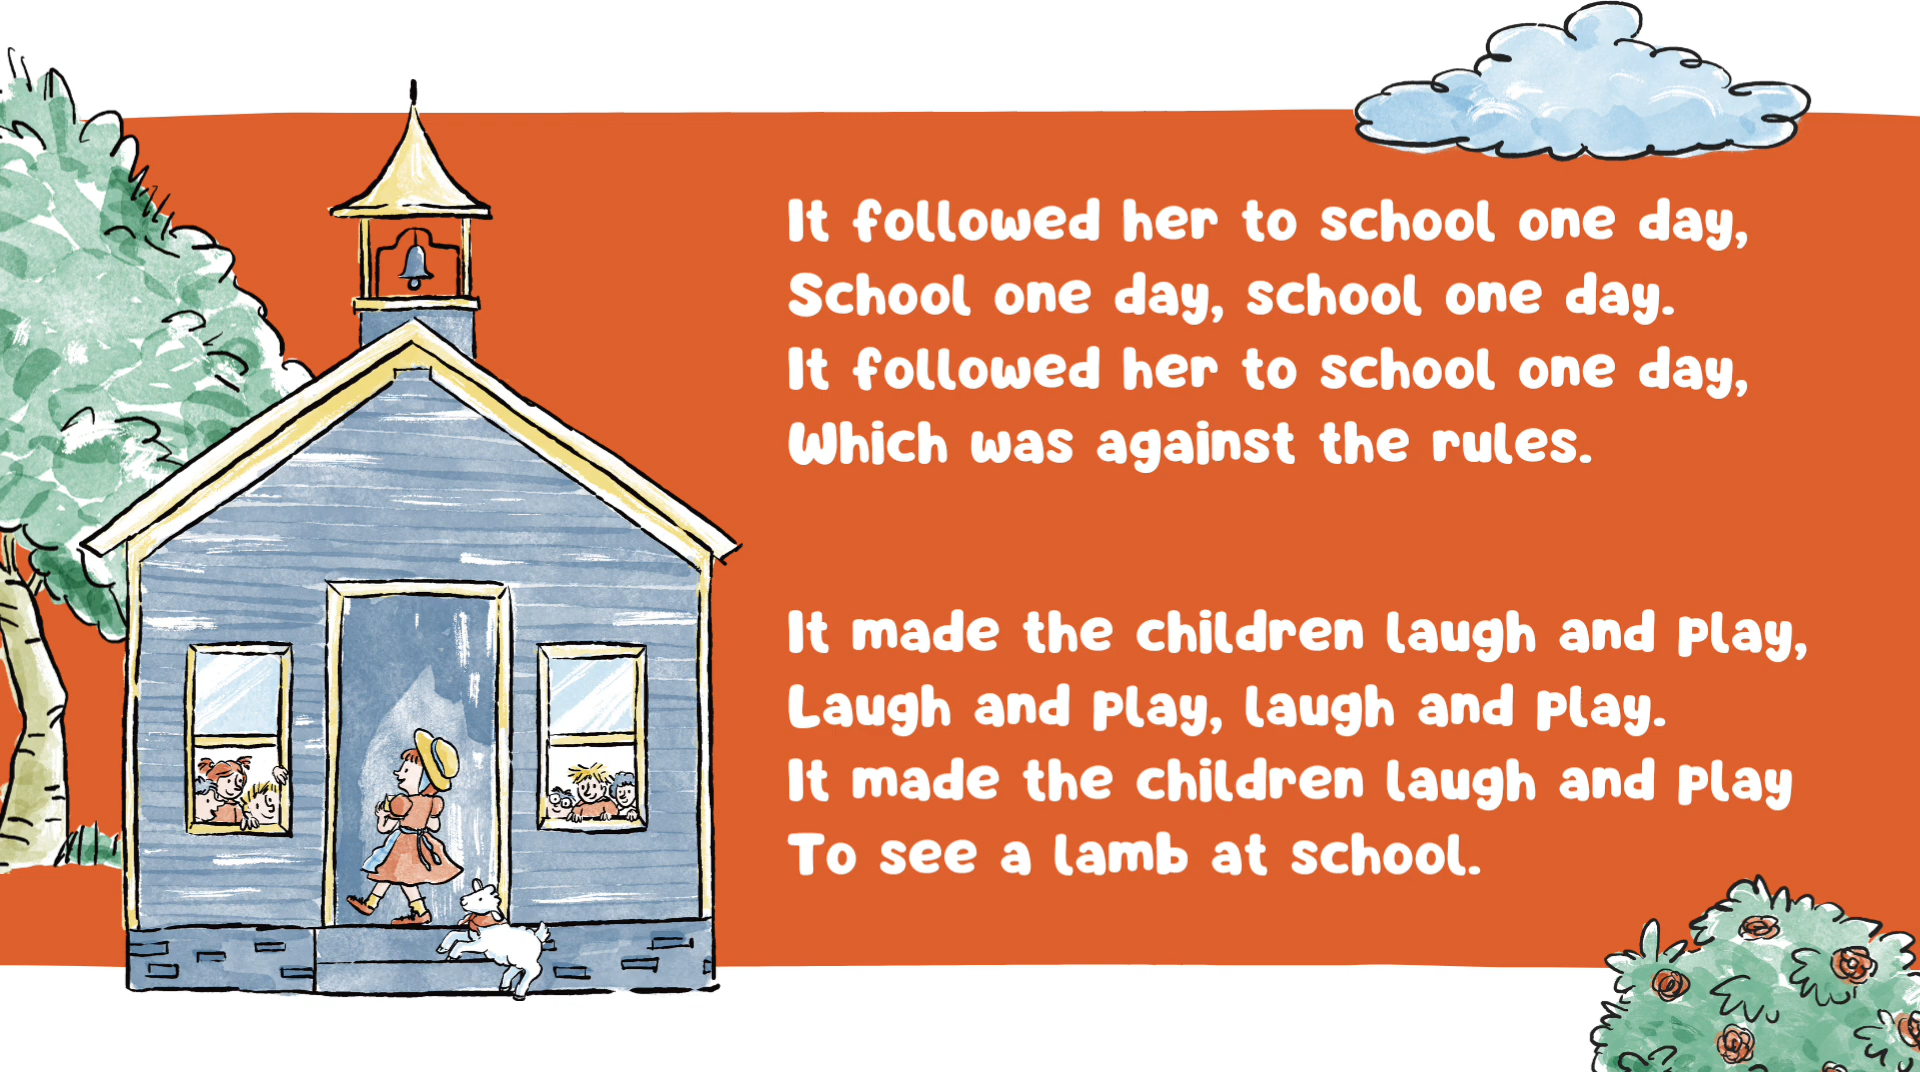 It followed her to school one day,
School one day, school one day.
It followed her to school one day,
Which was against the rules.
It made the children laugh and play,
Laugh and play, laugh and play.
It made the children laugh and play
To see a lamb at school.